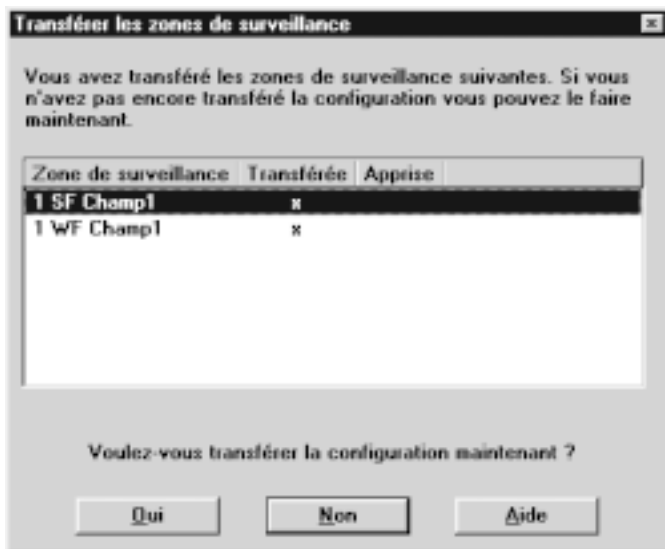 Transférer les zones de surveillance
Vous avez transféré les zones de surveillance suivantes. Si vous
n'avez pas encore transféré la configuration vous pouvez le faire
maintenant.
Zone de surveillance Transférée Apprise
1 SF Champ1 x
1 WF Champ1 x
Voulez-vous transférer la configuration maintenant ?
Oui Non Aide